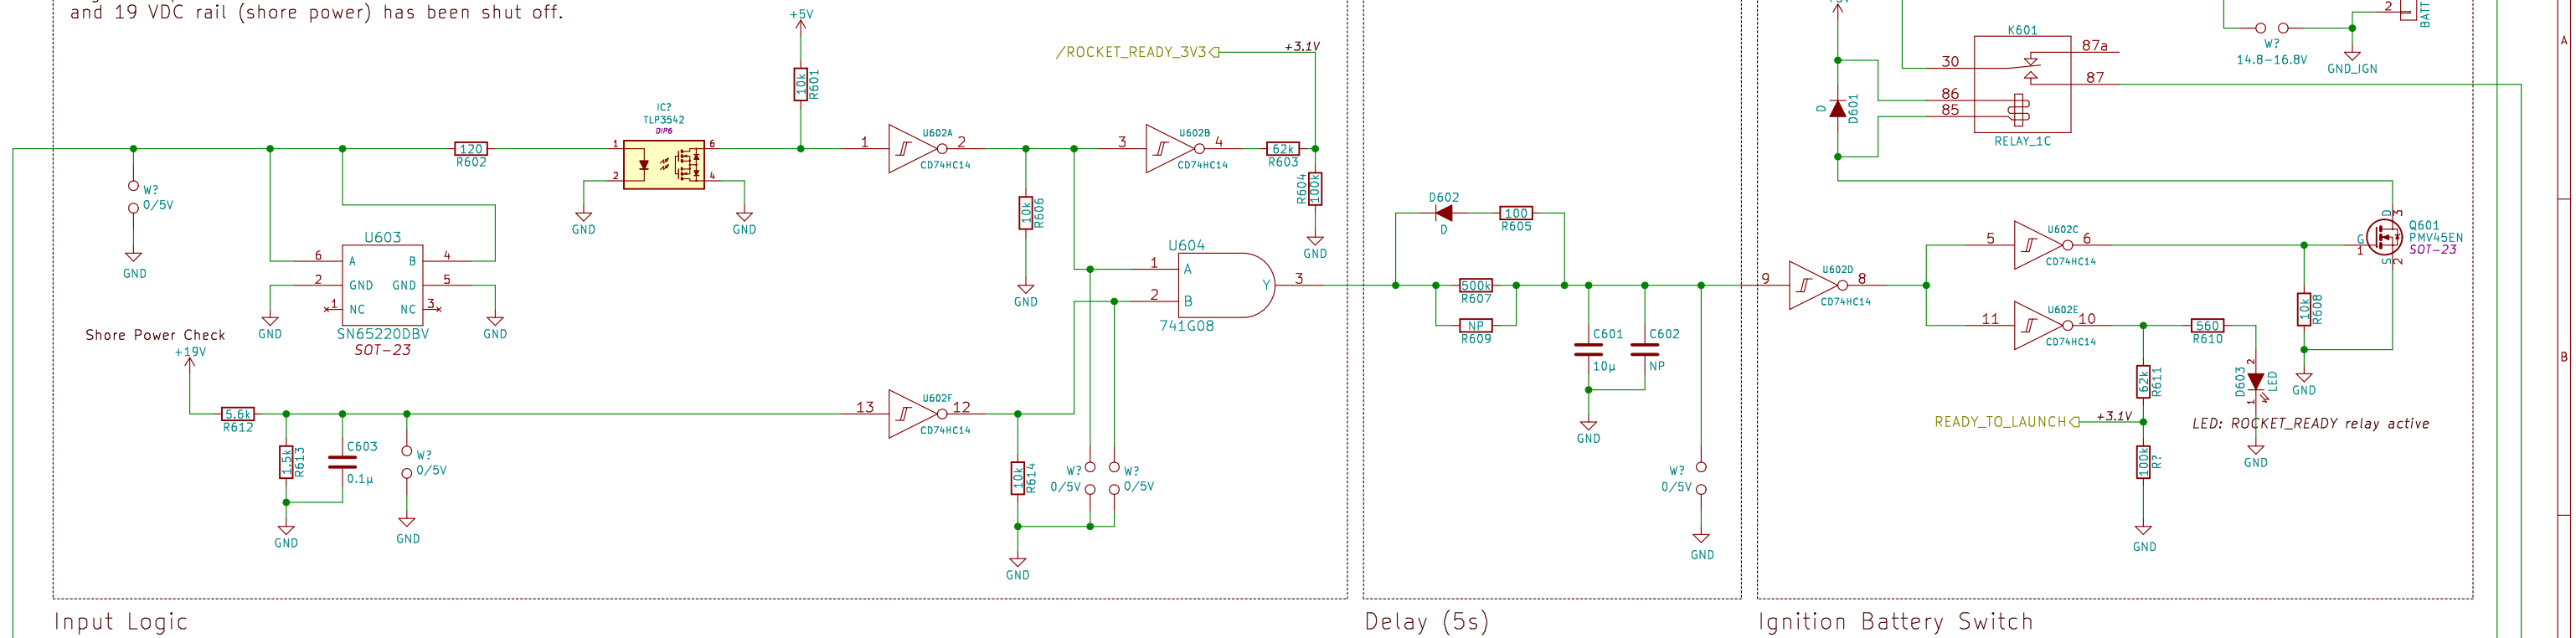 and 19 VDC rail (shore power) has been shut off.
+5V
10k
R601
/ROCKET_READY_3V3
+3.1V
IC?
TLP3542
DIP6
1
2
6
4
120
R602
GND
GND
W?
0/5V
GND
U603
6
A
B
4
2
GND
GND
5
1
NC
NC
3
SN65220DBV
SOT-23
GND
GND
1
U602A
2
CD74HC14
3
U602B
4
CD74HC14
62k
R603
R604
100k
GND
10k
R606
GND
U604
1
A
2
B
Y
3
741G08
Shore Power Check
+19V
5.6k
R612
1.5k
R613
C603
0.1µ
W?
0/5V
GND
GND
13
U602F
12
CD74HC14
10k
R614
W?
0/5V
W?
0/5V
GND
Input Logic
D602
D
100
R605
500k
R607
NP
R609
C601
10µ
C602
NP
GND
W?
0/5V
GND
Delay (5s)
D
D601
K601
30
87a
87
86
85
RELAY_1C
2
BATT
W?
14.8-16.8V
GND_IGN
9
U602D
8
CD74HC14
5
U602C
6
CD74HC14
11
U602E
10
CD74HC14
D
3
G
1
S
2
Q601
PMV45EN
SOT-23
10k
R608
GND
560
R610
62k
R611
2
D603
LED
1
READY_TO_LAUNCH
+3.1V
LED: ROCKET_READY relay active
100k
R?
GND
GND
Ignition Battery Switch
A
B